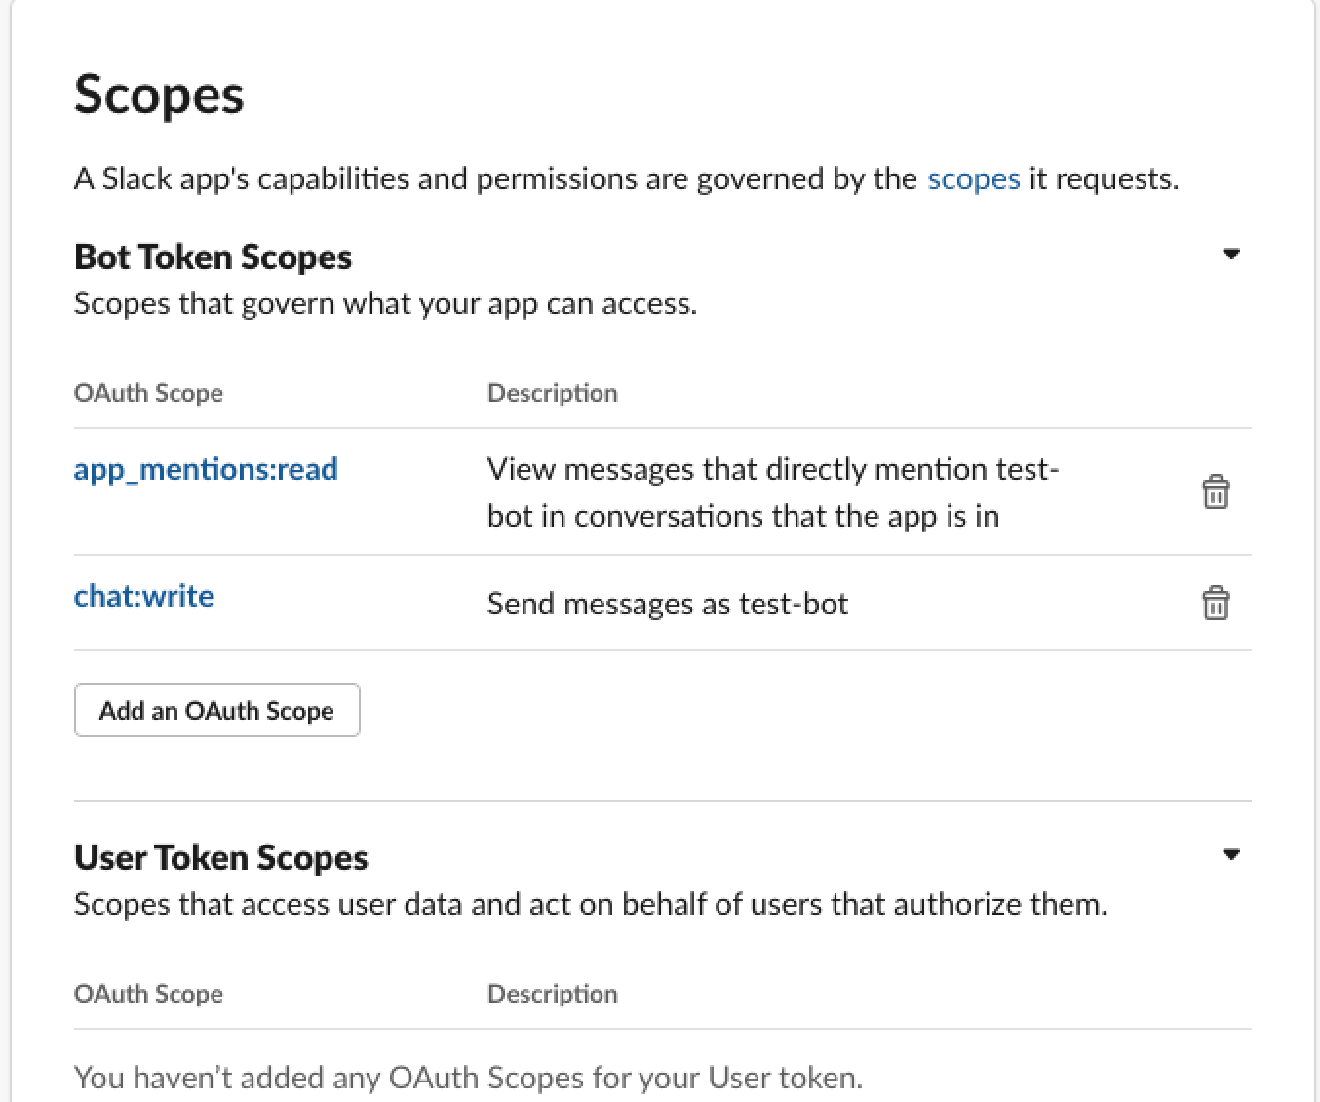 Scopes
A Slack app's capabilities and permissions are governed by the scopes it requests.
Bot Token Scopes
Scopes that govern what your app can access.
OAuth Scope Description
app_mentions:read View messages that directly mention test-
bot in conversations that the app is in
chat:write Send messages as test-bot
Add an OAuth Scope
User Token Scopes
Scopes that access user data and act on behalf of users that authorize them.
OAuth Scope Description
You haven’t added any OAuth Scopes for your User token.